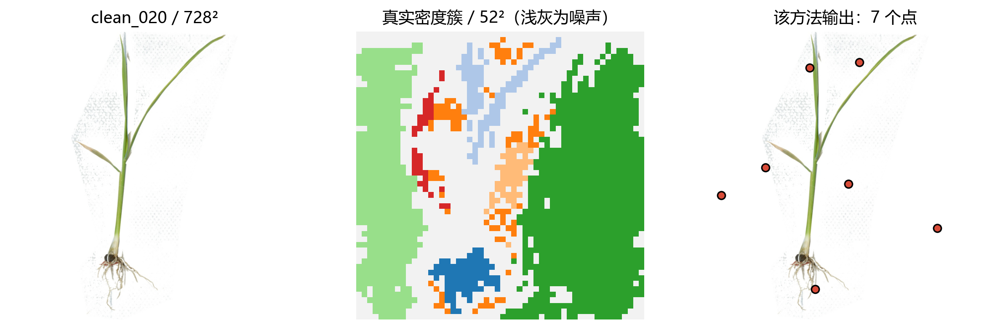 clean_020 / 728²
真实密度簇 / 52²（浅灰为噪声）
该方法输出：7 个点